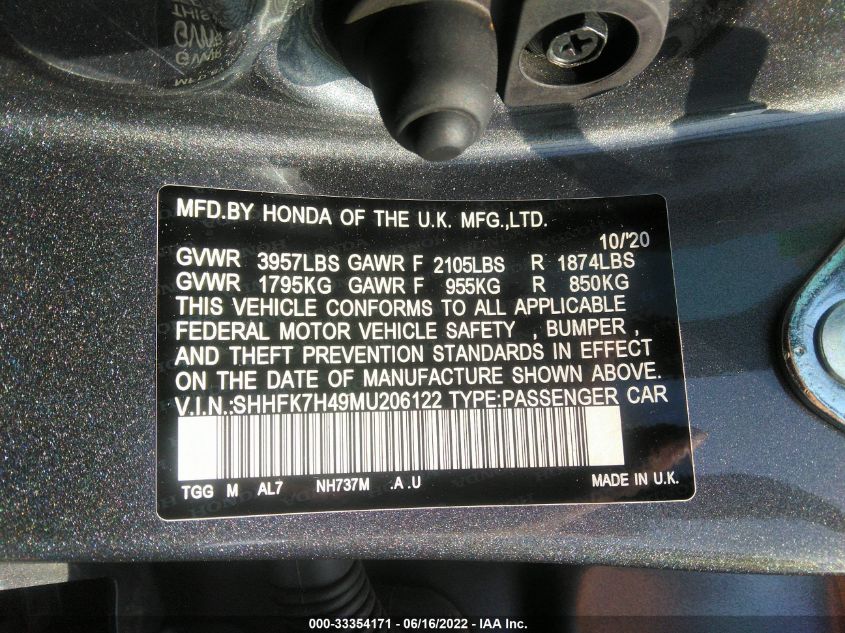 MFD.BY HONDA OF THE U.K. MFG.,LTD.
10/'20
GVWR 3957LBS GAWR F 2105LBS R 1874LBS
GVWR 1795KG GAWR F 955KG R 850KG
THIS VEHICLE CONFORMS TO ALL APPLICABLE
FEDERAL MOTOR VEHICLE SAFETY , BUMPER ,
AND THEFT PREVENTION STANDARDS IN EFFECT
ON THE DATE OF MANUFACTURE SHOWN ABOVE.
V.I.N.:SHHFK7H49MU206122 TYPE:PASSENGER CAR
TGG M AL7 NH737M .A .U MADE IN U.K.
000-33354171 - 06/16/2022 - IAA Inc.